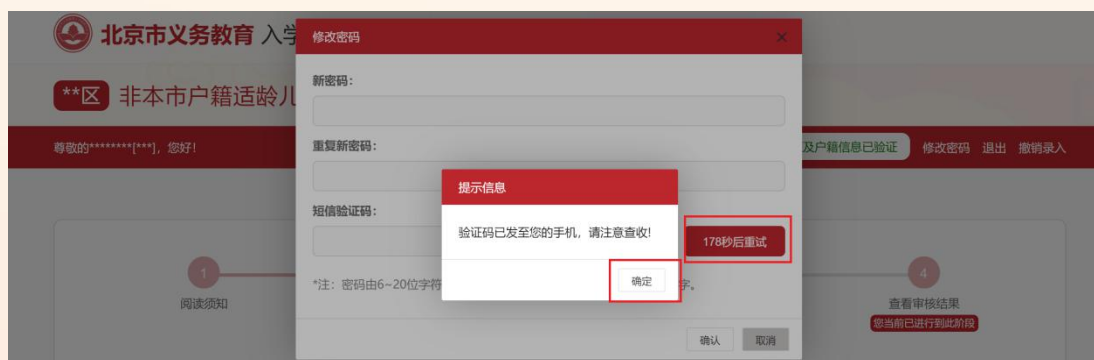 北京市义务教育 入学
修改密码
×
新密码：
**区 非本市户籍适龄儿
重复新密码：
尊敬的********[***]，您好！
及户籍信息已验证 修改密码 退出 撤销录入
提示信息
短信验证码：
验证码已发至您的手机，请注意查收!
178秒后重试
确定
*注：密码由6~20位字符
字。
1
阅读须知
4
查看审核结果
您当前已进行到此阶段
确认 取消